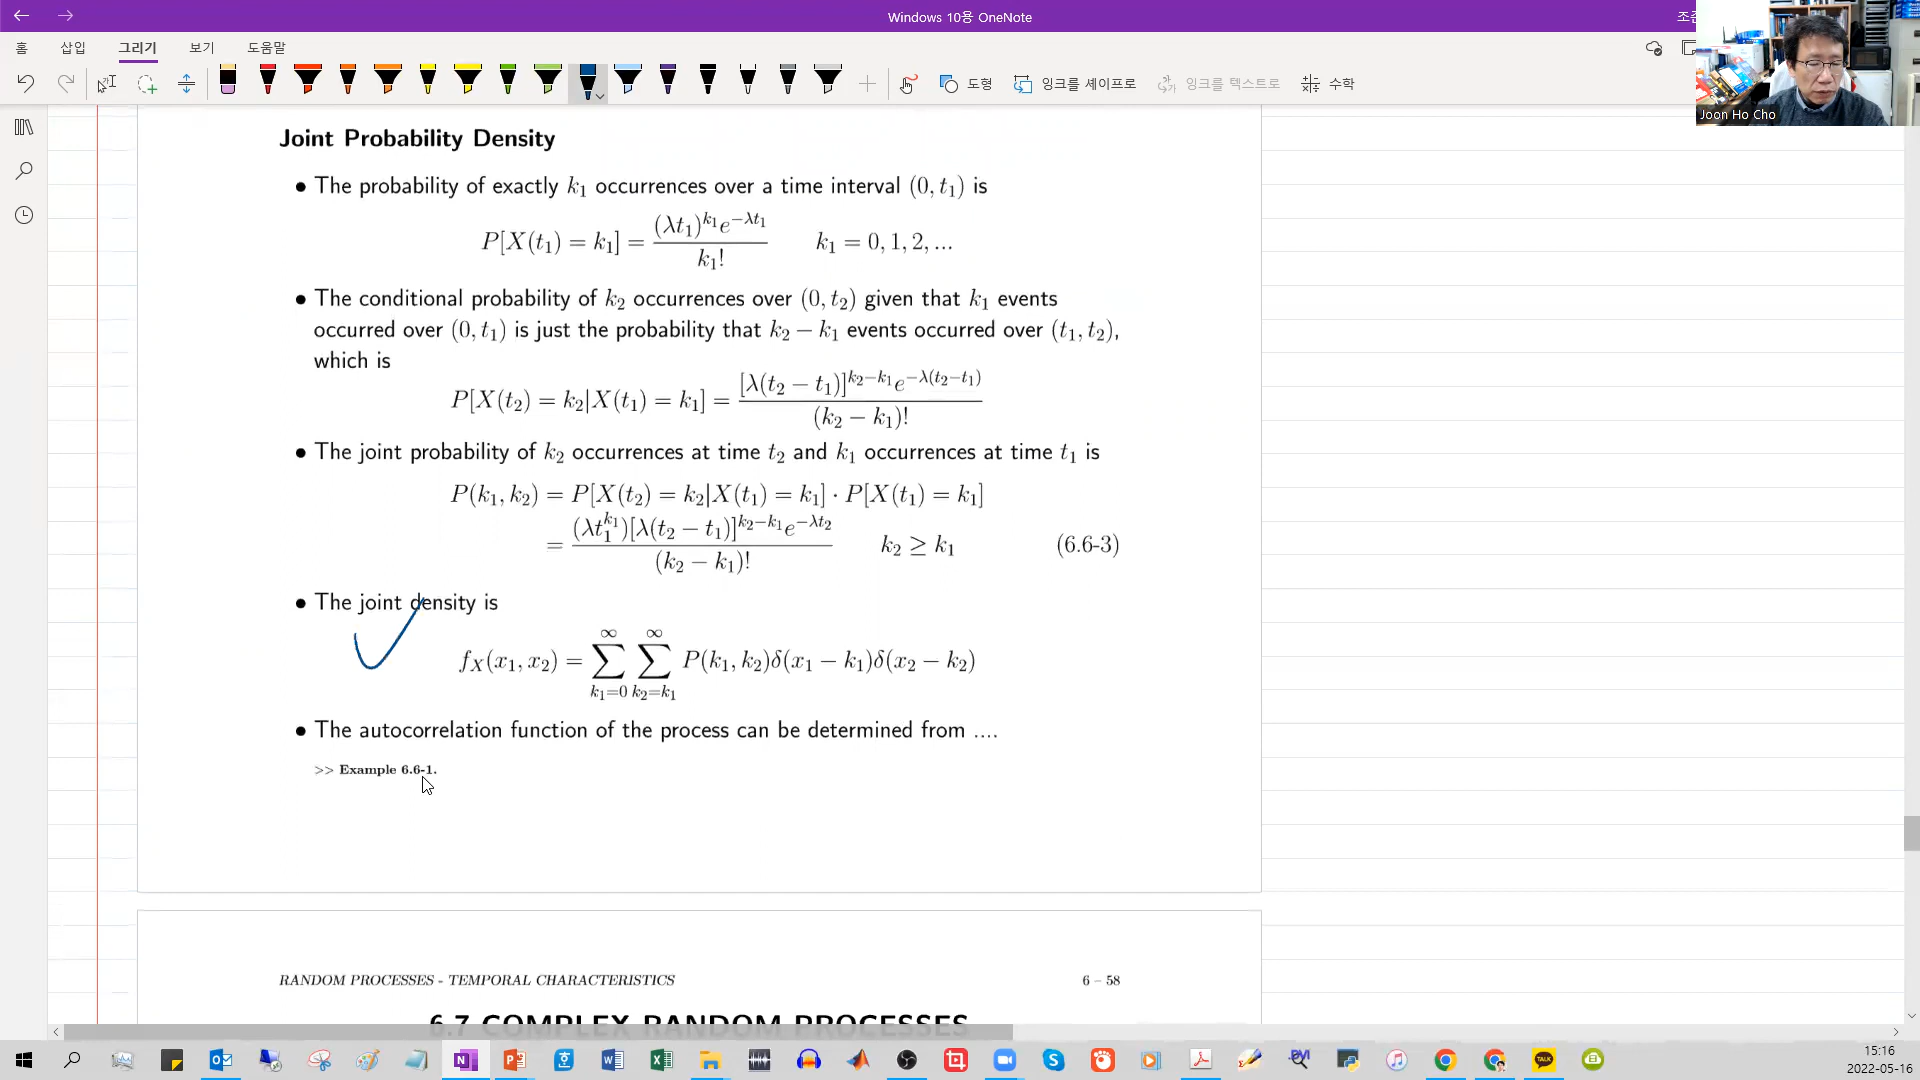 Windows 10용 OneNote
홈 삽입 그리기 보기 도움말
도형 잉크를 셰이프로 잉크를 텍스트로 수학
Joon Ho Cho
Joint Probability Density
• The probability of exactly k₁ occurrences over a time interval (0, t₁) is
P[X(t₁) = k₁] = (λt₁)^{k₁}e^{−λt₁} / k₁!   k₁ = 0, 1, 2, ...
• The conditional probability of k₂ occurrences over (0, t₂) given that k₁ events
occurred over (0, t₁) is just the probability that k₂ − k₁ events occurred over (t₁, t₂),
which is
P[X(t₂) = k₂|X(t₁) = k₁] = [λ(t₂ − t₁)]^{k₂−k₁}e^{−λ(t₂−t₁)} / (k₂ − k₁)!
• The joint probability of k₂ occurrences at time t₂ and k₁ occurrences at time t₁ is
P(k₁, k₂) = P[X(t₂) = k₂|X(t₁) = k₁] · P[X(t₁) = k₁]
= (λt₁^{k₁})[λ(t₂ − t₁)]^{k₂−k₁}e^{−λt₂} / (k₂ − k₁)!   k₂ ≥ k₁   (6.6-3)
• The joint density is
f_X(x₁, x₂) = ∑_{k₁=0}^{∞} ∑_{k₂=k₁}^{∞} P(k₁, k₂)δ(x₁ − k₁)δ(x₂ − k₂)
• The autocorrelation function of the process can be determined from ....
>> Example 6.6-1.
RANDOM PROCESSES - TEMPORAL CHARACTERISTICS 6 – 58
6.7 COMPLEX RANDOM PROCESSES
15:16
2022-05-16